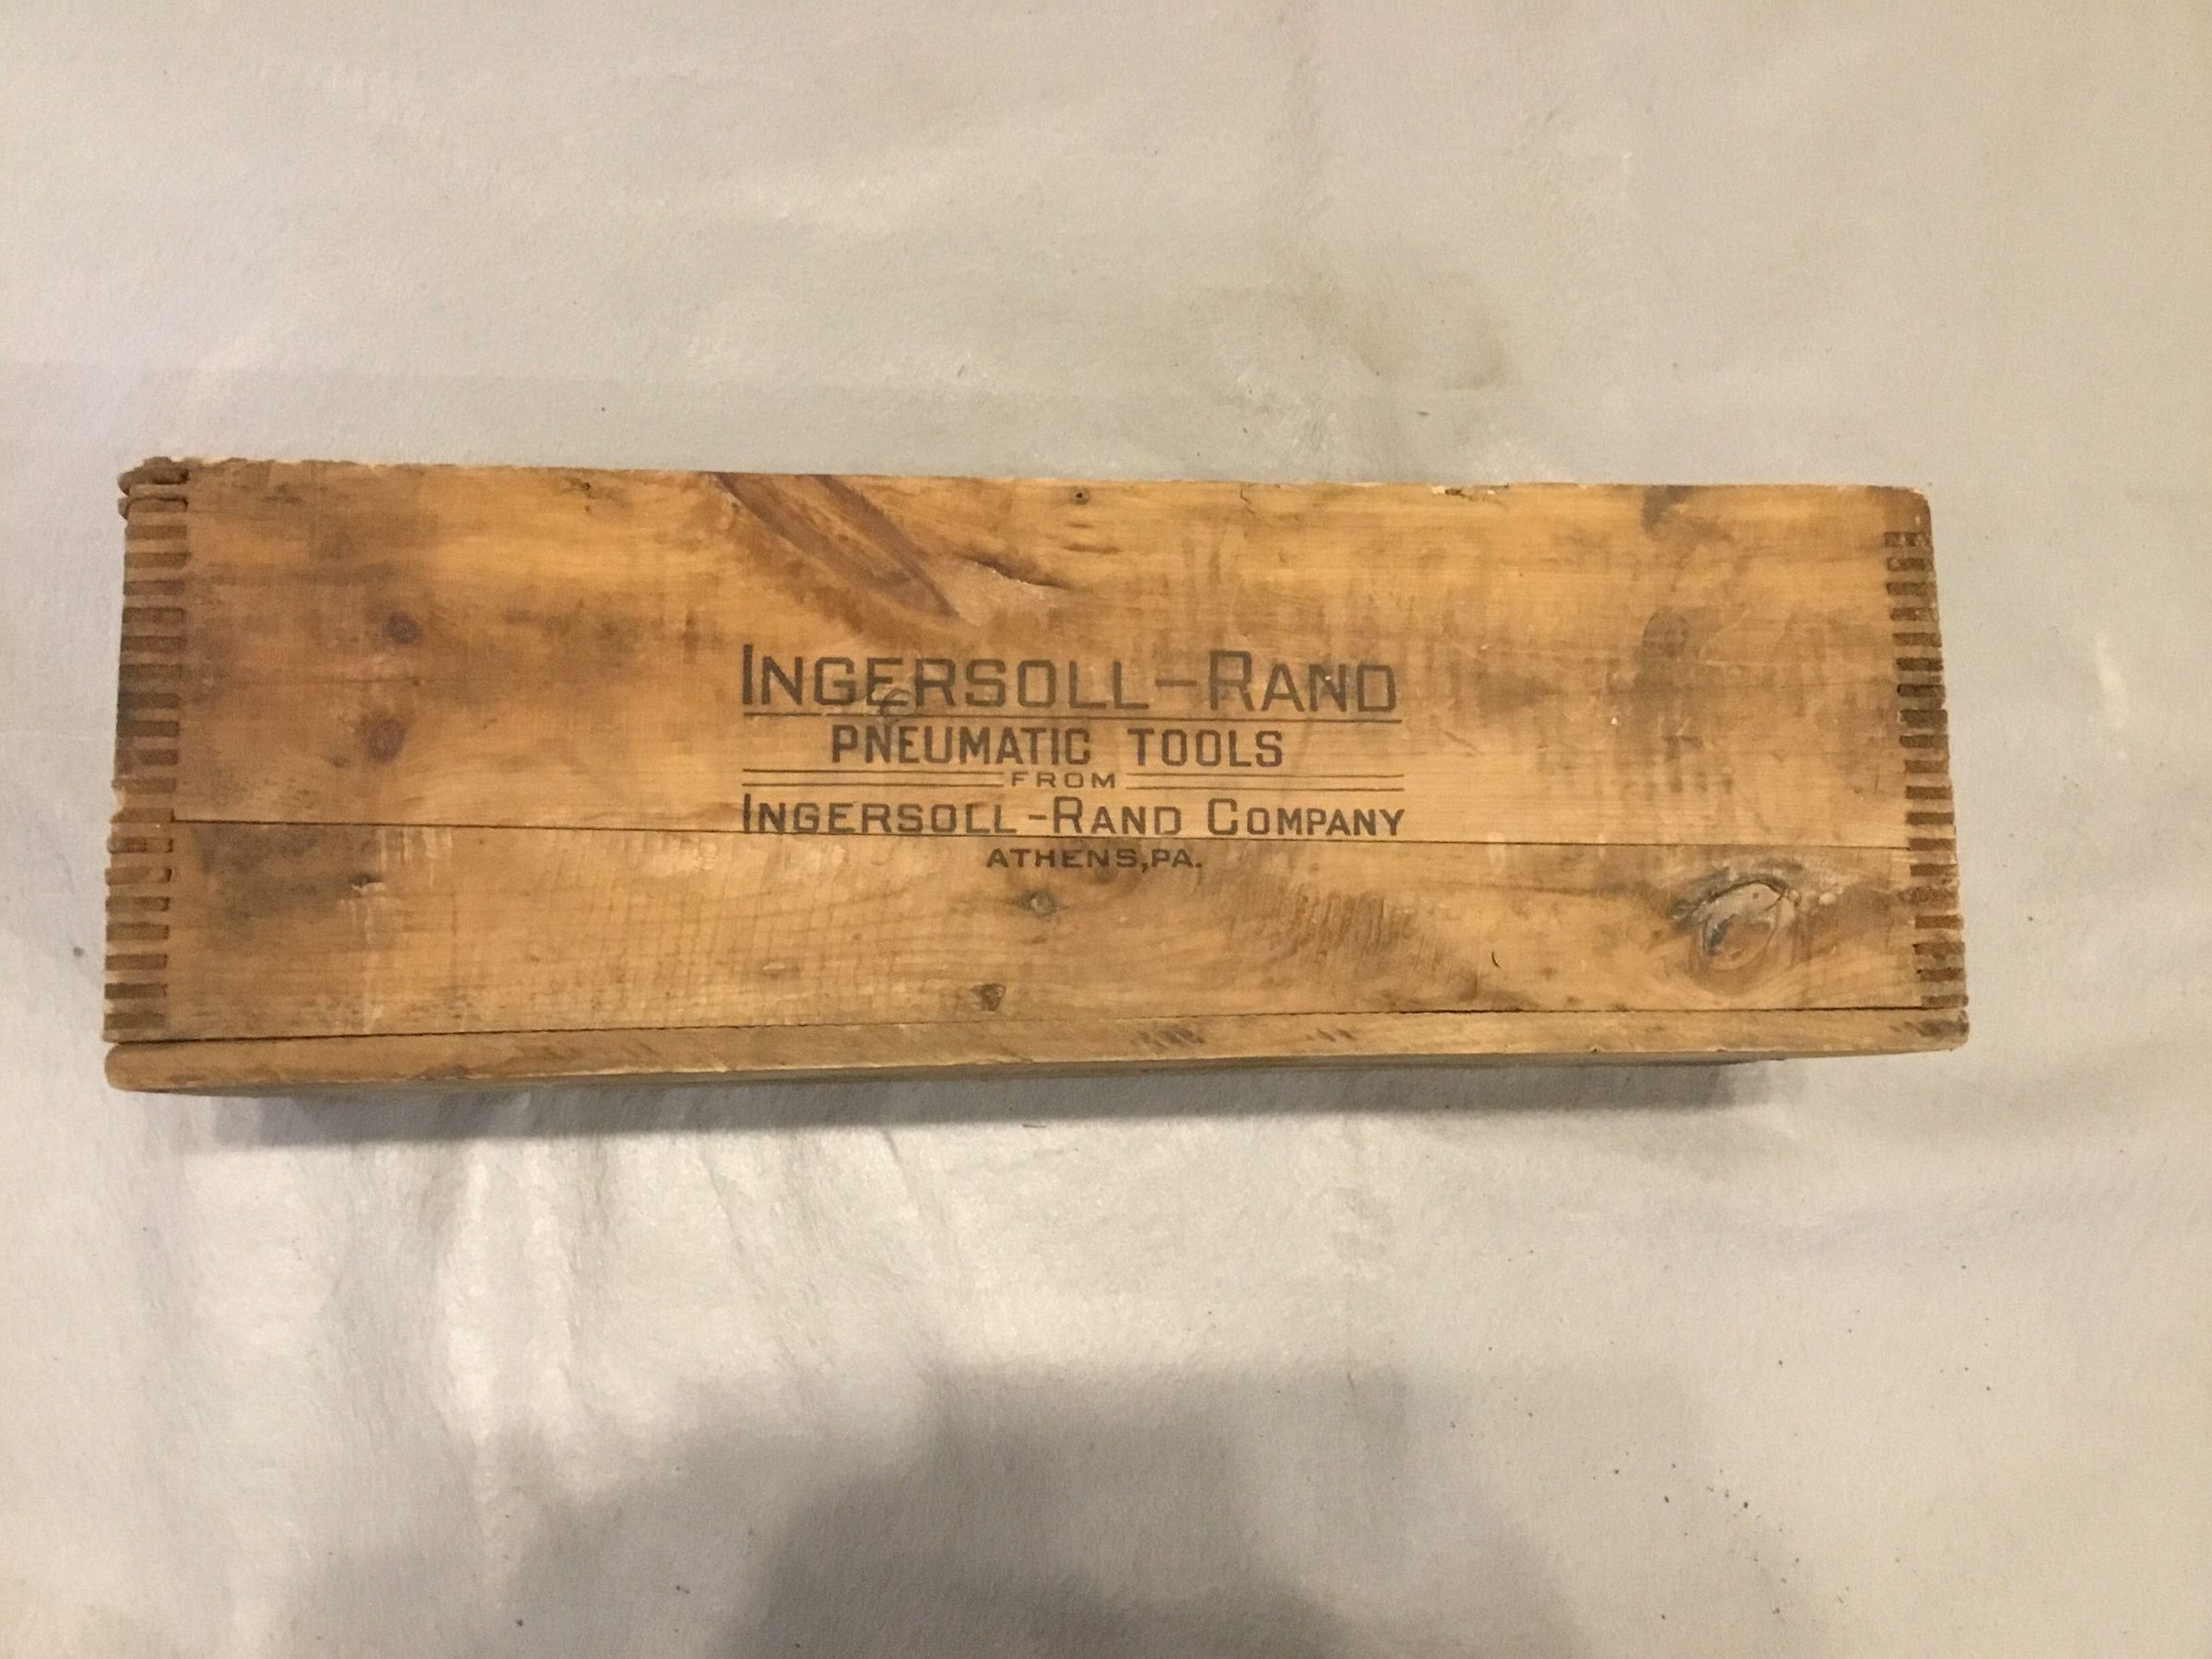 INGERSOLL-RAND
PNEUMATIC TOOLS
FROM
INGERSOLL-RAND COMPANY
ATHENS, PA.